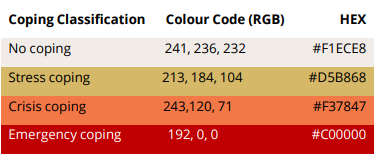 Coping Classification Colour Code (RGB) HEX
No coping 241, 236, 232 #F1ECE8
Stress coping 213, 184, 104 #D5B868
Crisis coping 243,120, 71 #F37847
Emergency coping 192, 0, 0 #C00000